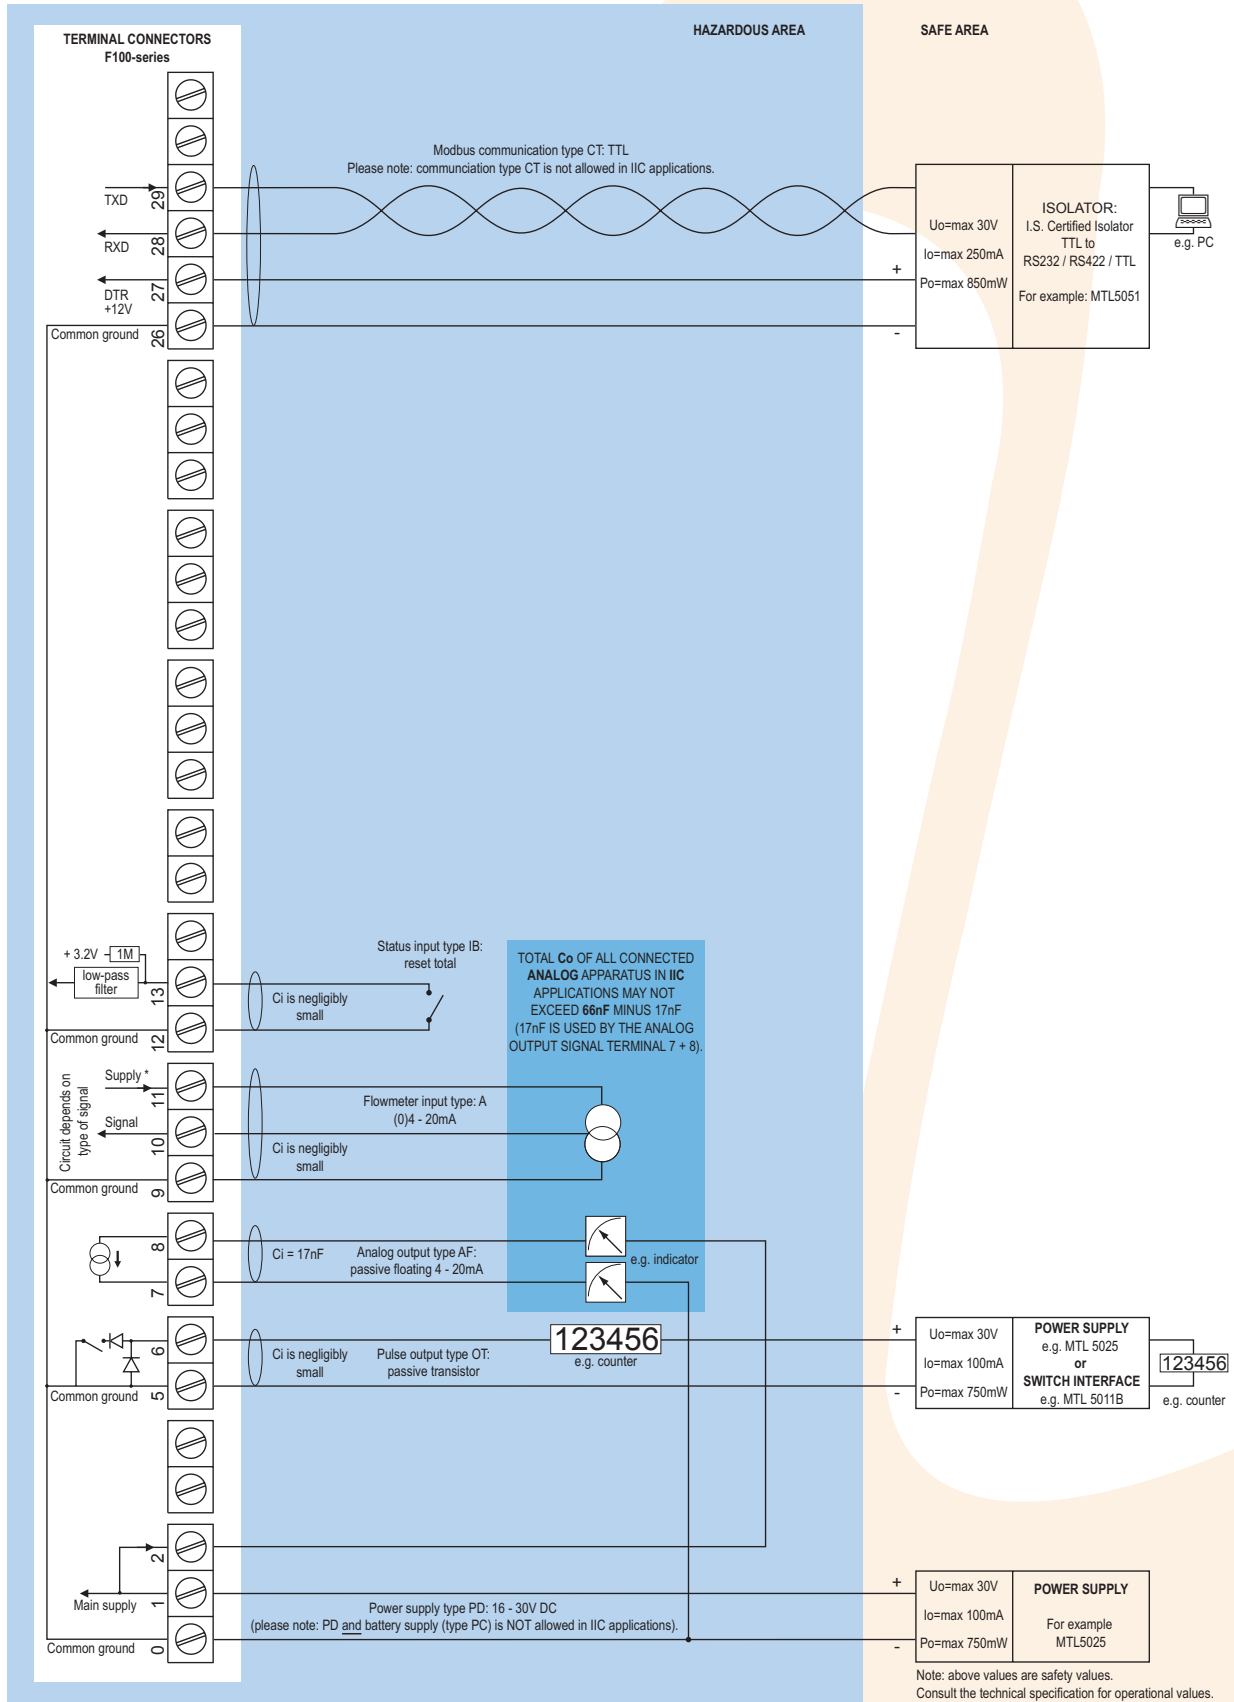 TERMINAL CONNECTORS
F100-series
HAZARDOUS AREA
SAFE AREA
Modbus communication type CT: TTL
Please note: communciation type CT is not allowed in IIC applications.
TXD
29
RXD
28
DTR
+12V
27
Common ground
26
+
-
Uo=max 30V
Io=max 250mA
Po=max 850mW
ISOLATOR:
I.S. Certified Isolator
TTL to
RS232 / RS422 / TTL
For example: MTL5051
e.g. PC
+ 3.2V
1M
low-pass
filter
13
Common ground
12
Ci is negligibly
small
Status input type IB:
reset total
TOTAL Co OF ALL CONNECTED
ANALOG APPARATUS IN IIC
APPLICATIONS MAY NOT
EXCEED 66nF MINUS 17nF
(17nF IS USED BY THE ANALOG
OUTPUT SIGNAL TERMINAL 7 + 8).
Circuit depends on
type of signal
Supply *
11
Signal
10
Common ground
9
Flowmeter input type: A
(0)4 - 20mA
Ci is negligibly
small
8
7
Ci = 17nF
Analog output type AF:
passive floating 4 - 20mA
e.g. indicator
6
Common ground
5
Ci is negligibly
small
Pulse output type OT:
passive transistor
123456
e.g. counter
+
-
Uo=max 30V
Io=max 100mA
Po=max 750mW
POWER SUPPLY
e.g. MTL 5025
or
SWITCH INTERFACE
e.g. MTL 5011B
123456
e.g. counter
2
Main supply
1
Common ground
0
Power supply type PD: 16 - 30V DC
(please note: PD and battery supply (type PC) is NOT allowed in IIC applications).
+
-
Uo=max 30V
Io=max 100mA
Po=max 750mW
POWER SUPPLY
For example
MTL5025
Note: above values are safety values.
Consult the technical specification for operational values.